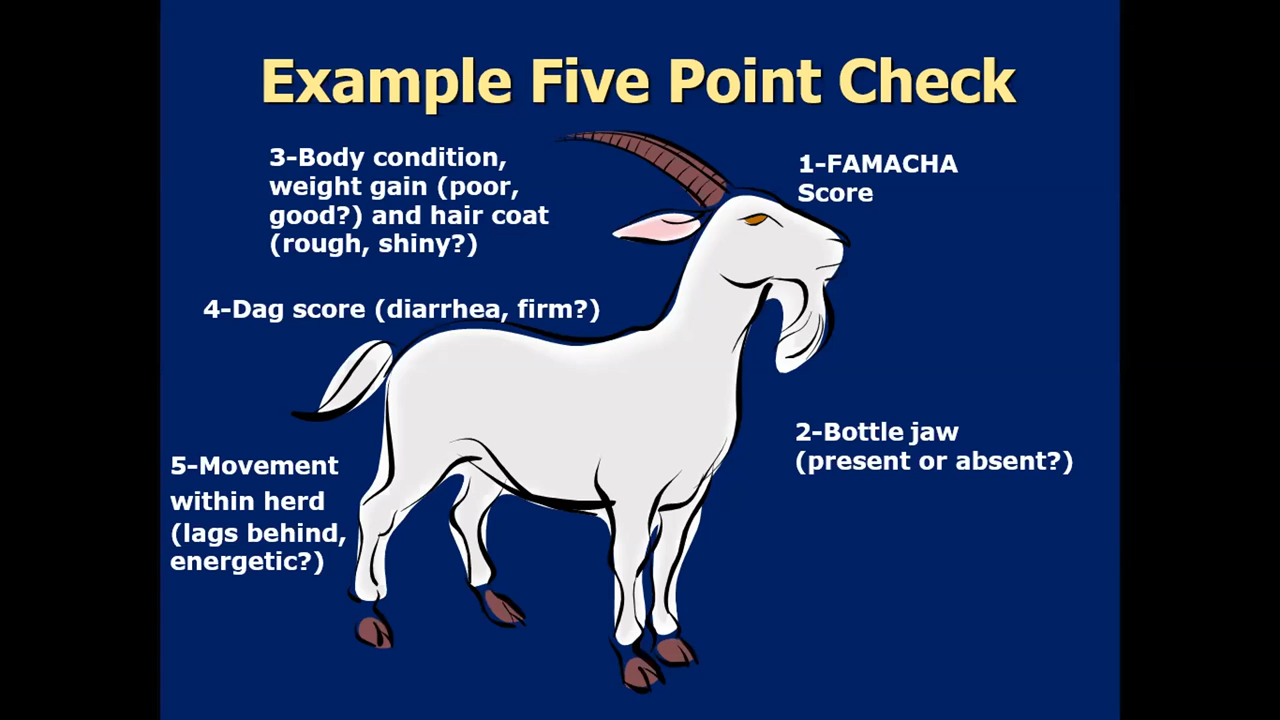 Example Five Point Check
3-Body condition,
weight gain (poor,
good?) and hair coat
(rough, shiny?)
1-FAMACHA
Score
4-Dag score (diarrhea, firm?)
2-Bottle jaw
(present or absent?)
5-Movement
within herd
(lags behind,
energetic?)